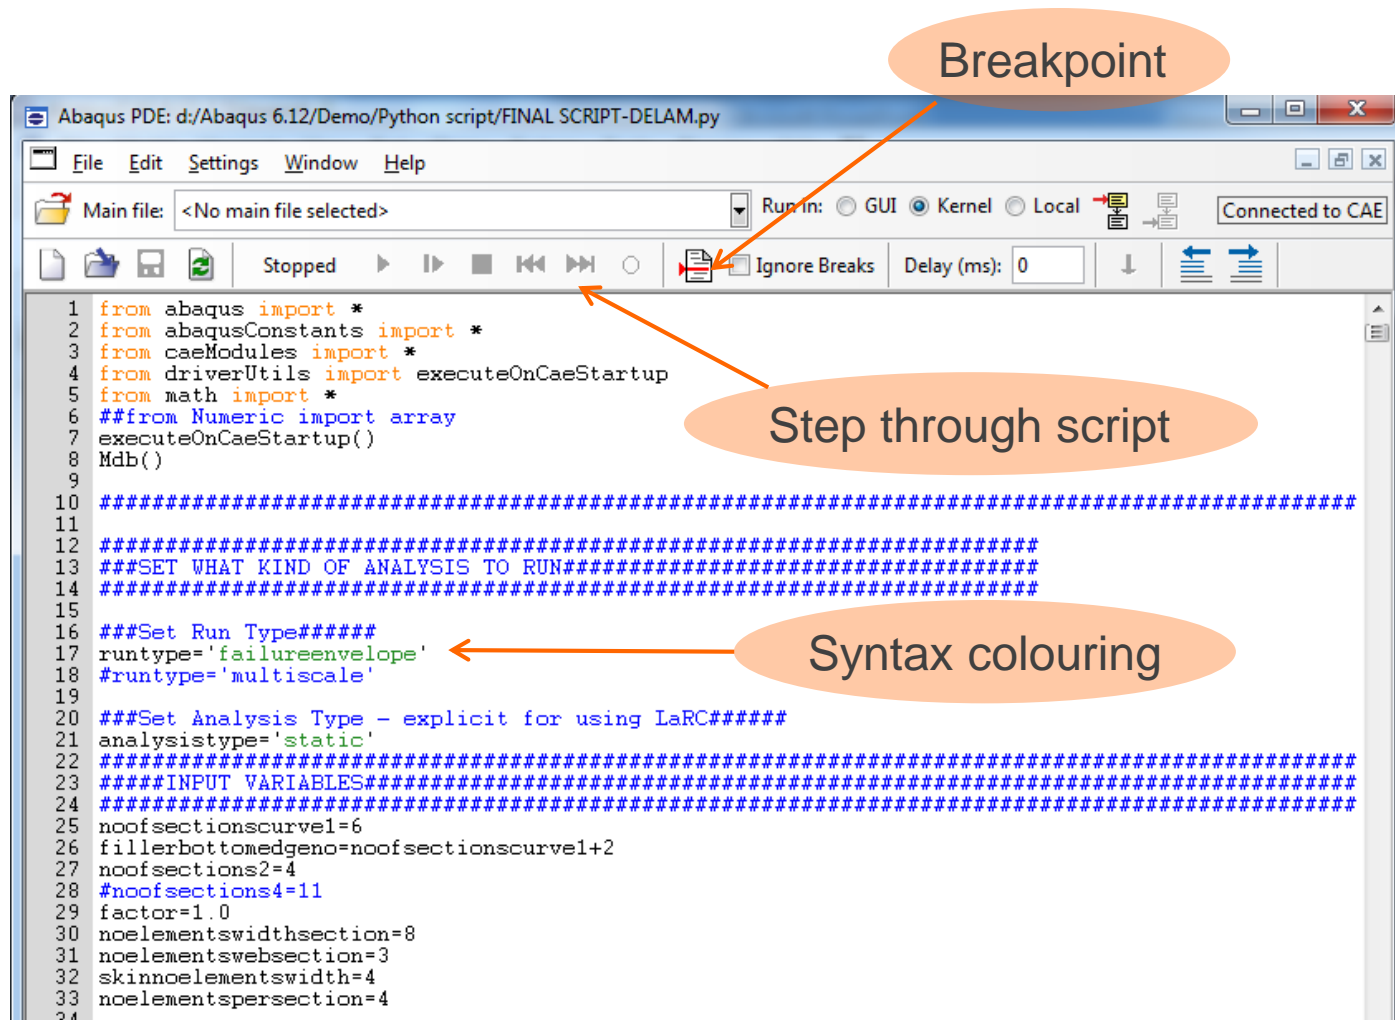 Breakpoint
Abaqus PDE: d:/Abaqus 6.12/Demo/Python script/FINAL SCRIPT-DELAM.py
File Edit Settings Window Help
Main file: <No main file selected> Run in: GUI Kernel Local Connected to CAE
Stopped Ignore Breaks Delay (ms): 0
1 from abaqus import *
2 from abaqusConstants import *
3 from caeModules import *
4 from driverUtils import executeOnCaeStartup
5 from math import *
6 ##from Numeric import array
7 executeOnCaeStartup()
8 Mdb()
Step through script
9
10 ###############################################################################################
11
12 #######################################################################
13 ###SET WHAT KIND OF ANALYSIS TO RUN####################################
14 #######################################################################
15
16 ###Set Run Type######
17 runtype='failureenvelope'
Syntax colouring
18 #runtype='multiscale'
19
20 ###Set Analysis Type – explicit for using LaRC######
21 analysistype='static'
22 ###############################################################################################
23 #####INPUT VARIABLES###########################################################################
24 ###############################################################################################
25 noofsectionscurve1=6
26 fillerbottomedgeno=noofsectionscurve1+2
27 noofsections2=4
28 #noofsections4=11
29 factor=1.0
30 noelementswidthsection=8
31 noelementswebsection=3
32 skinnoelementswidth=4
33 noelementspersection=4
34